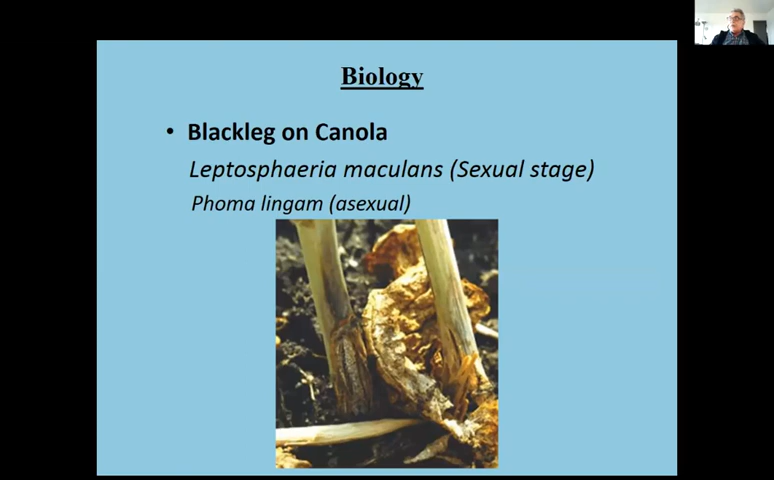 Biology
• Blackleg on Canola
Leptosphaeria maculans (Sexual stage)
Phoma lingam (asexual)